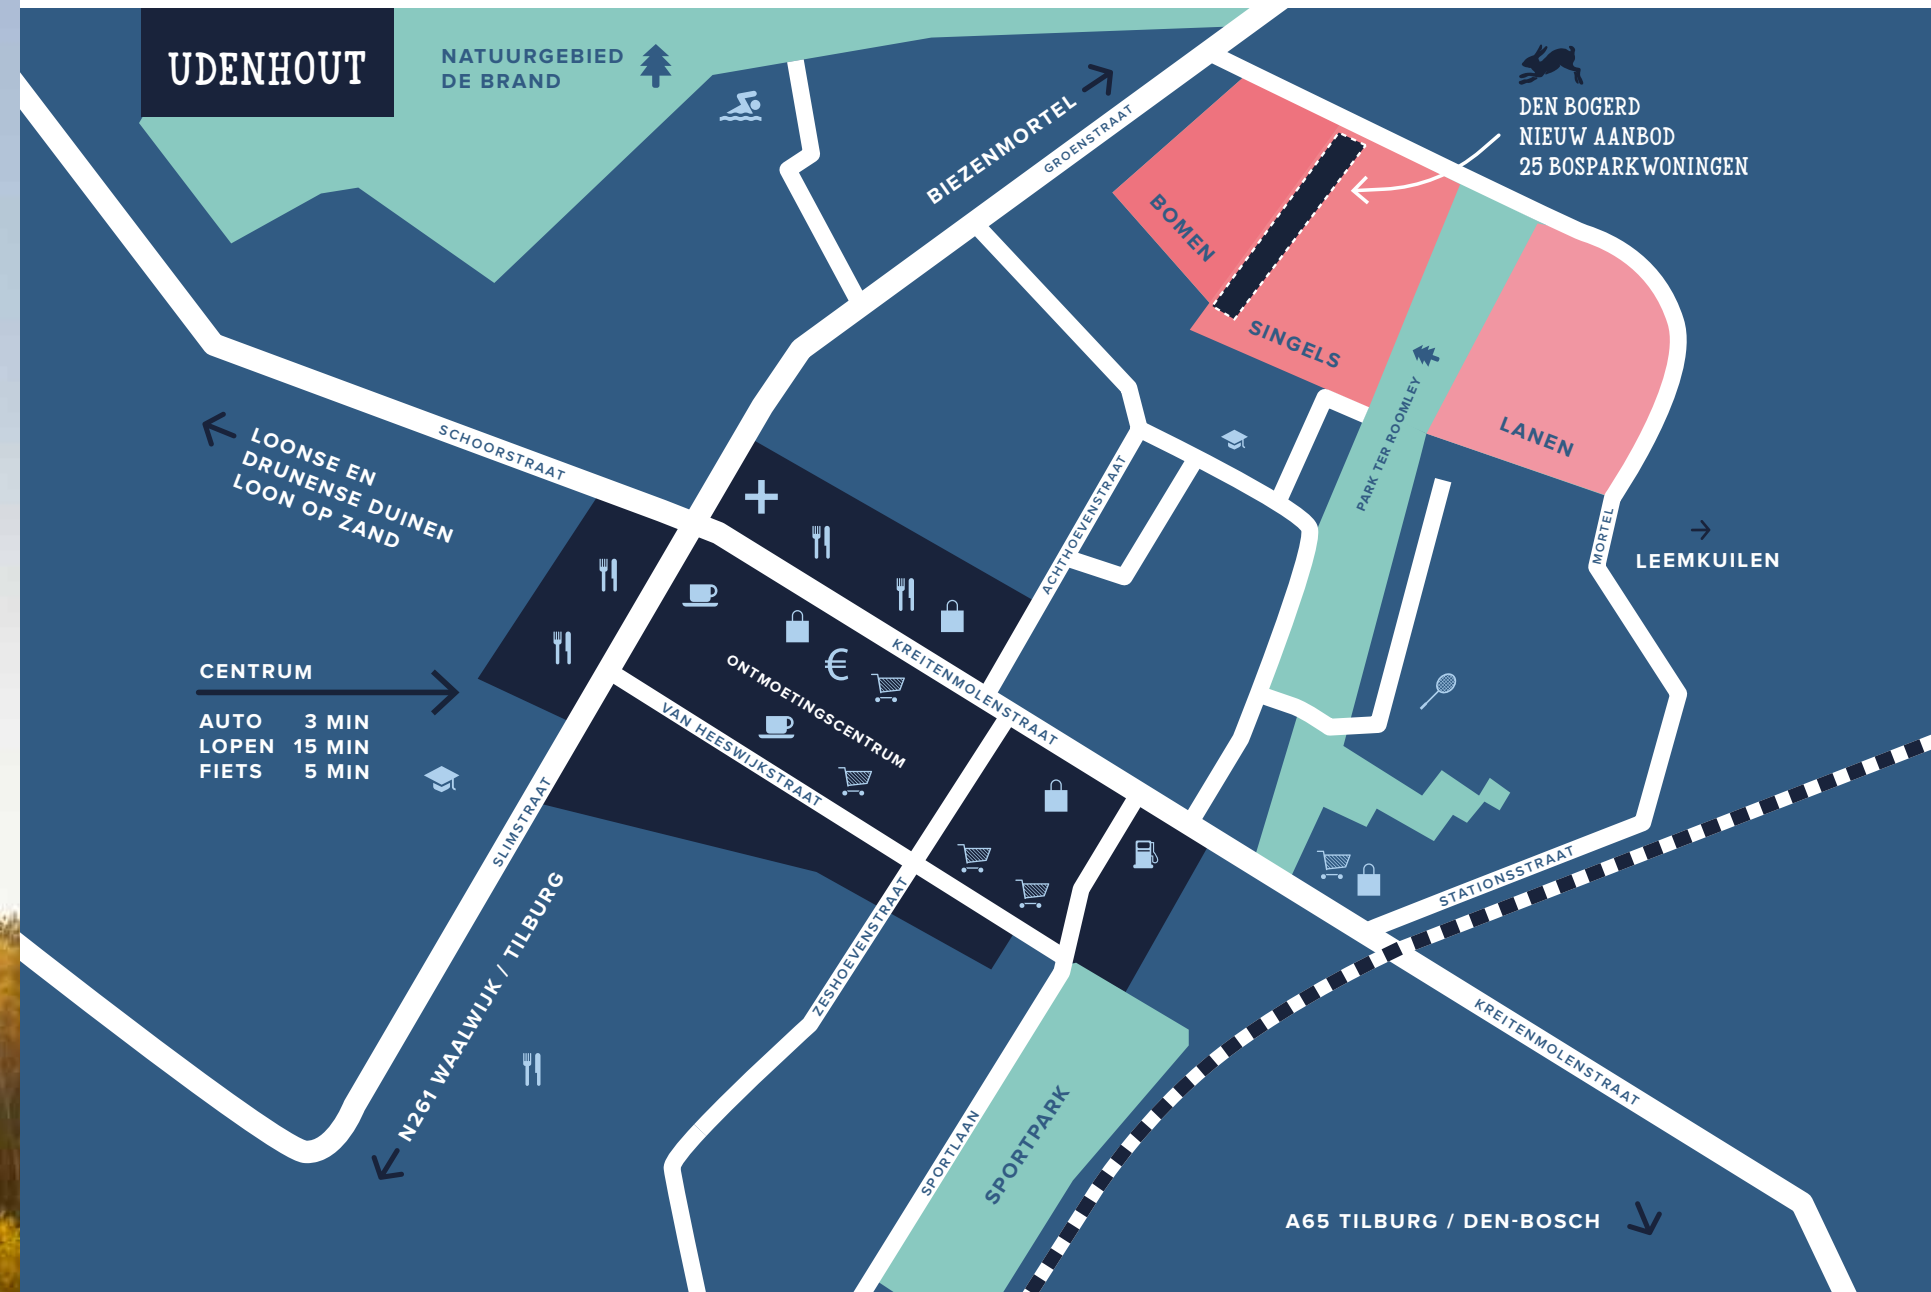 UDENHOUT
NATUURGEBIED
DE BRAND
BIEZENMORTEL
GROENSTRAAT
DEN BOGERD
NIEUW AANBOD
25 BOSPARKWONINGEN
BOMEN
SINGELS
LANEN
PARK TER ROOMLEY
MORTEL
LEEMKUILEN
SCHOORSTRAAT
LOONSE EN
DRUNENSE DUINEN
LOON OP ZAND
ACHTHOEVENSTRAAT
KREITENMOLENSTRAAT
ONTMOETINGSCENTRUM
VAN HEESWIJKSTRAAT
CENTRUM
AUTO 3 MIN
LOPEN 15 MIN
FIETS 5 MIN
SLIMSTRAAT
N261 WAALWIJK / TILBURG
ZESHOEVENSTRAAT
STATIONSSTRAAT
KREITENMOLENSTRAAT
SPORTLAAN
SPORTPARK
A65 TILBURG / DEN-BOSCH